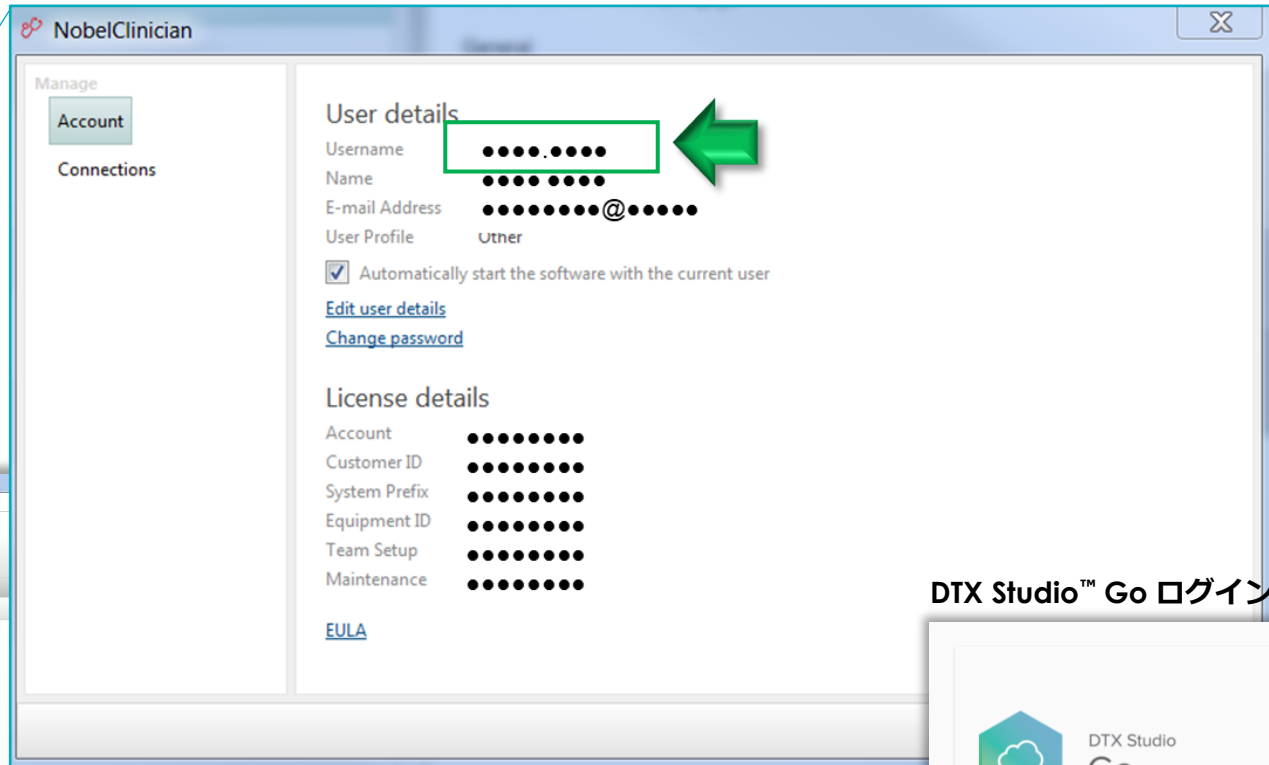 NobelClinician
General
Manage
Account
Connections
User details
Username ●●●●.●●●●
Name ●●●● ●●●●
E-mail Address ●●●●●●●●@●●●●●
User Profile Other
Automatically start the software with the current user
Edit user details
Change password
License details
Account ●●●●●●●●
Customer ID ●●●●●●●●
System Prefix ●●●●●●●●
Equipment ID ●●●●●●●●
Team Setup ●●●●●●●●
Maintenance ●●●●●●●●
EULA
DTX Studio™ Go ログイン
DTX Studio
Go